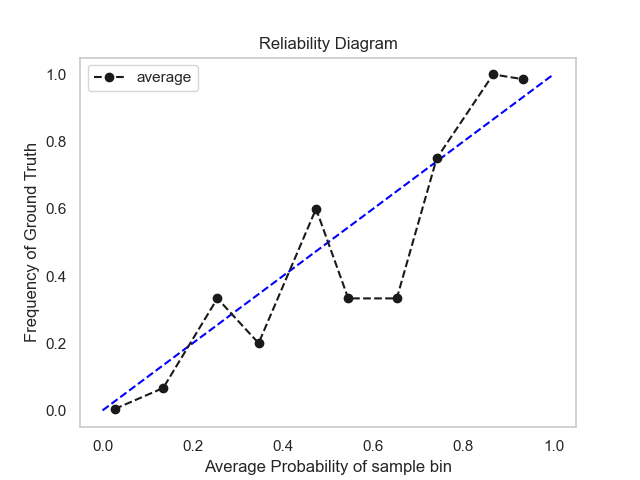 Reliability Diagram
average
1.0
0.8
0.6
0.4
0.2
0.0
Frequency of Ground Truth
0.0 0.2 0.4 0.6 0.8 1.0
Average Probability of sample bin